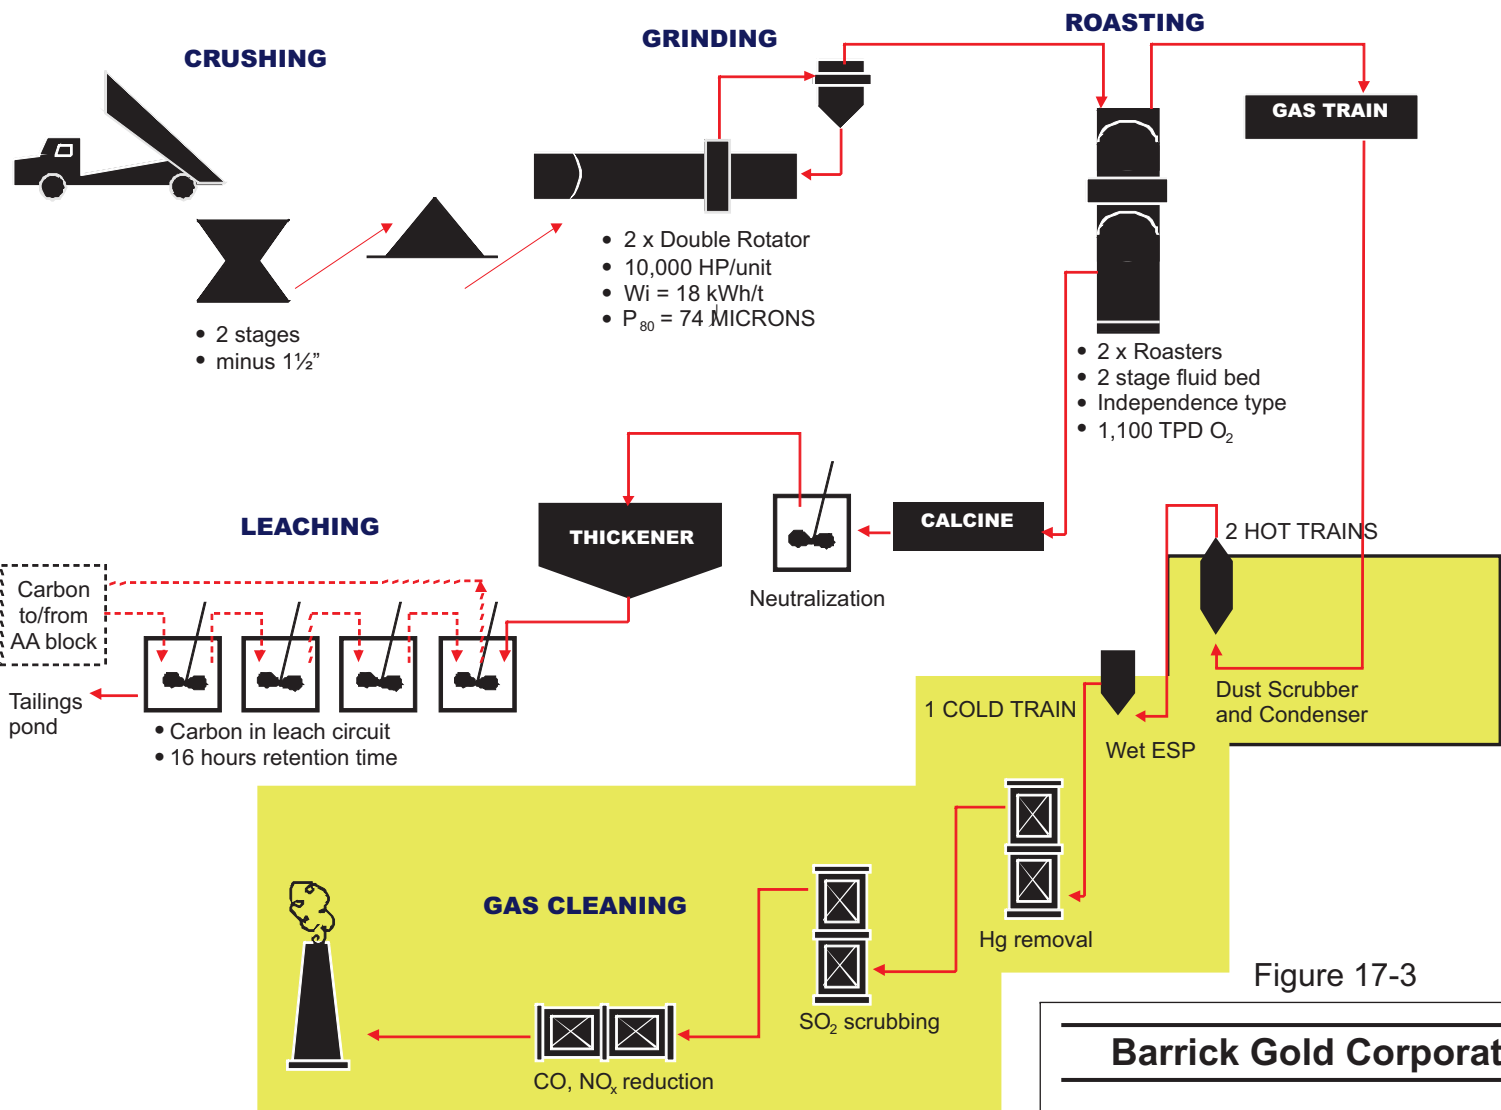 CRUSHING
GRINDING
ROASTING
GAS TRAIN
• 2 stages
• minus 1½”
• 2 x Double Rotator
• 10,000 HP/unit
• Wi = 18 kWh/t
• P80 = 74 MICRONS
• 2 x Roasters
• 2 stage fluid bed
• Independence type
• 1,100 TPD O2
LEACHING
THICKENER
CALCINE
Neutralization
2 HOT TRAINS
Carbon
to/from
AA block
Tailings
pond
• Carbon in leach circuit
• 16 hours retention time
Dust Scrubber
and Condenser
1 COLD TRAIN
Wet ESP
GAS CLEANING
Hg removal
SO2 scrubbing
CO, NOx reduction
Figure 17-3
Barrick Gold Corporat